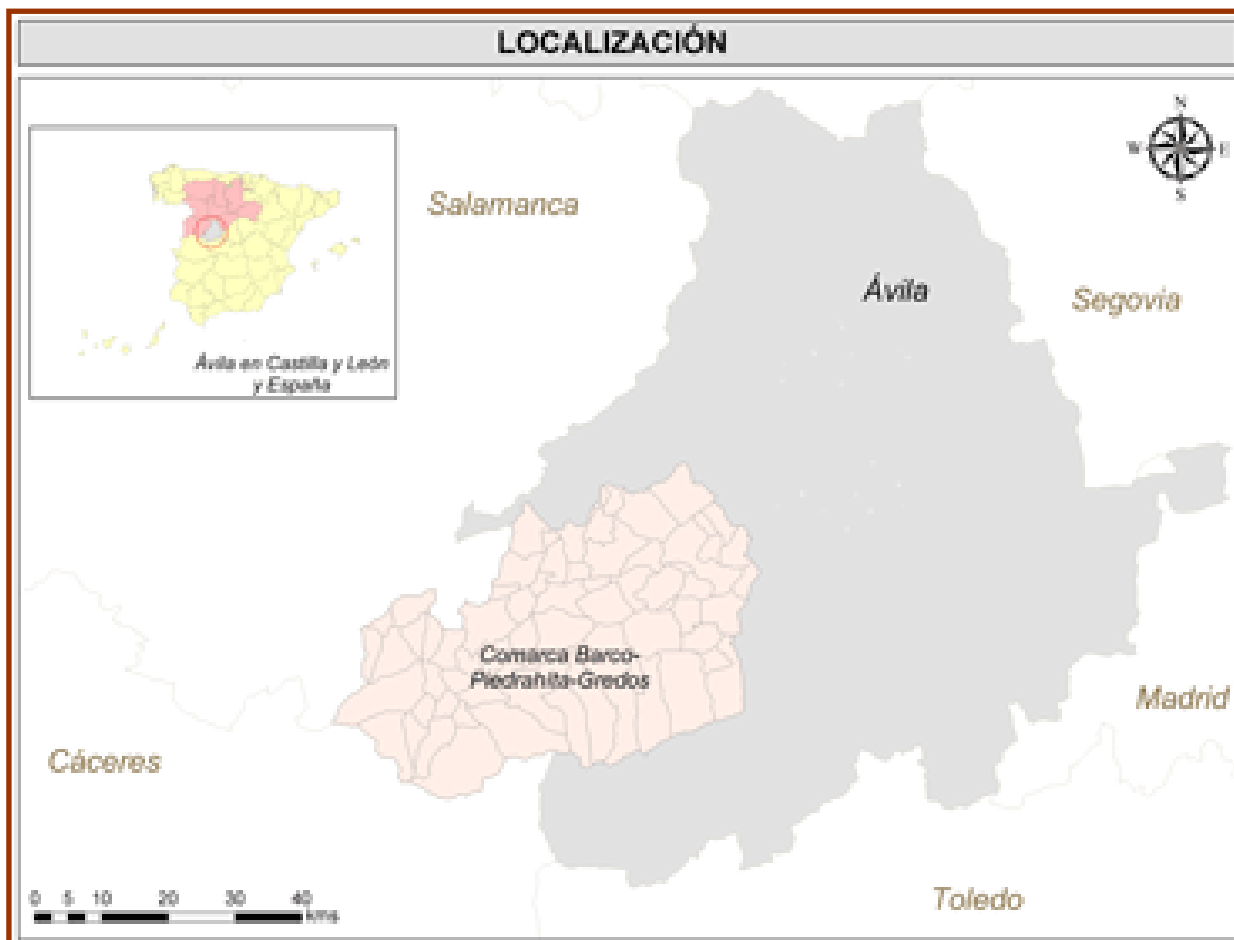 LOCALIZACIÓN
N
W E
S
Salamanca
Ávila
Segovia
Ávila en Castilla y León
y España
Comarca Barco-
Piedrahita-Gredos
Madrid
Cáceres
Toledo
0 5 10 20 30 40
kms